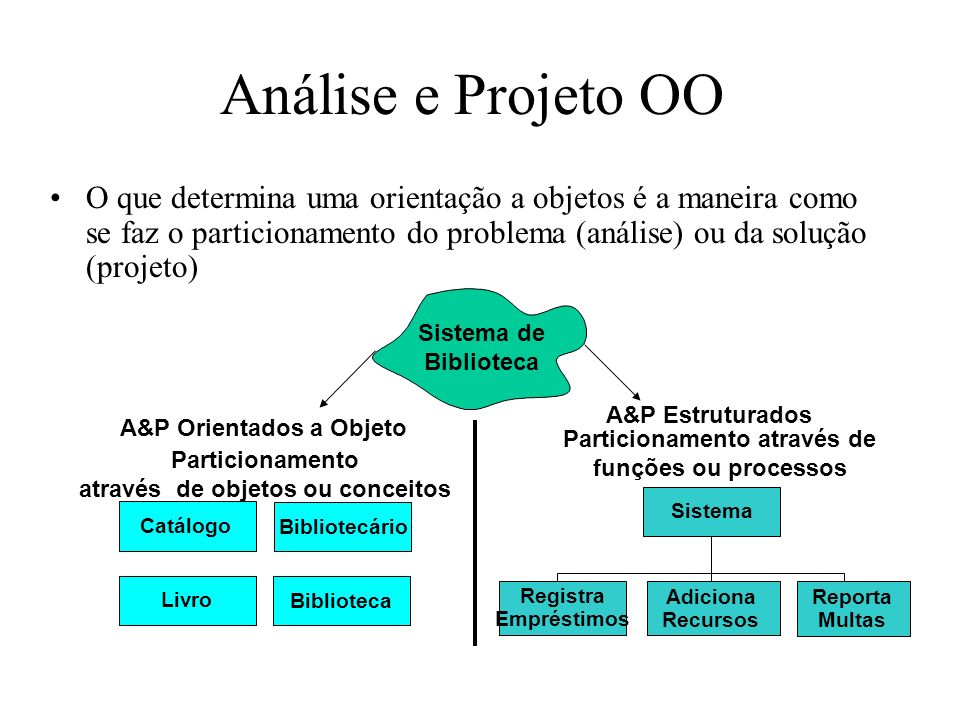 Análise e Projeto OO
• O que determina uma orientação a objetos é a maneira como
se faz o particionamento do problema (análise) ou da solução
(projeto)
Sistema de
Biblioteca
A&P Orientados a Objeto
Particionamento
através de objetos ou conceitos
Catálogo
Bibliotecário
Livro
Biblioteca
A&P Estruturados
Particionamento através de
funções ou processos
Sistema
Registra
Empréstimos
Adiciona
Recursos
Reporta
Multas